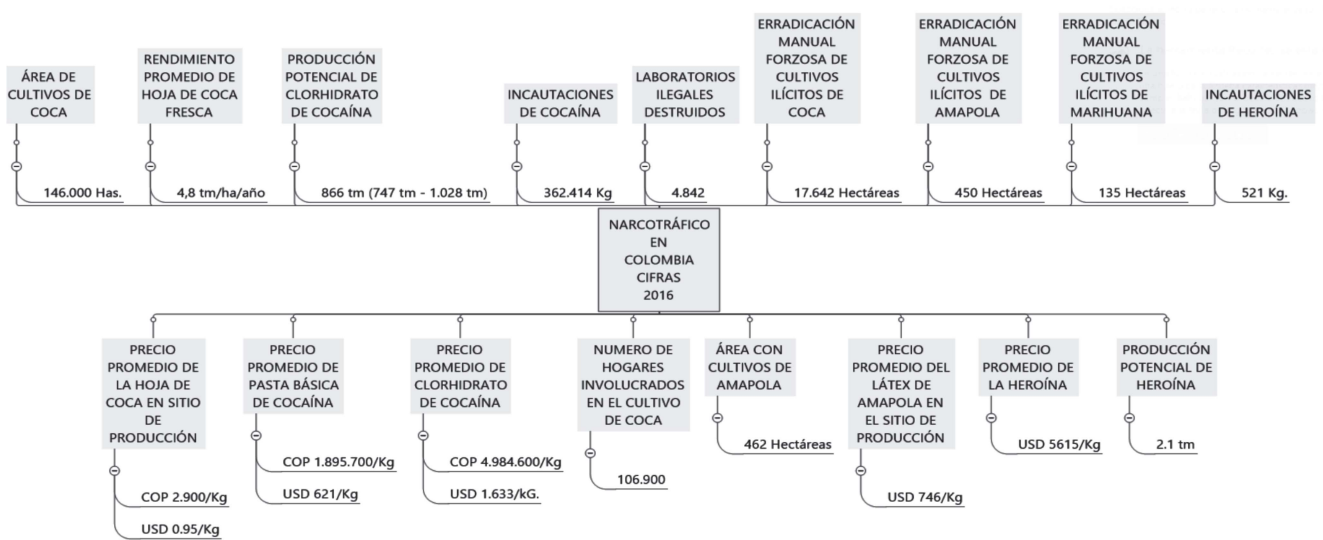 ÁREA DE
CULTIVOS DE
COCA
146.000 Has.
RENDIMIENTO
PROMEDIO DE
HOJA DE COCA
FRESCA
4,8 tm/ha/año
PRODUCCIÓN
POTENCIAL DE
CLORHIDRATO
DE COCAÍNA
866 tm (747 tm - 1.028 tm)
INCAUTACIONES
DE COCAÍNA
362.414 Kg
LABORATORIOS
ILEGALES
DESTRUIDOS
4.842
ERRADICACIÓN
MANUAL
FORZOSA DE
CULTIVOS
ILÍCITOS DE
COCA
17.642 Hectáreas
ERRADICACIÓN
MANUAL
FORZOSA DE
CULTIVOS
ILÍCITOS DE
AMAPOLA
450 Hectáreas
ERRADICACIÓN
MANUAL
FORZOSA DE
CULTIVOS
ILÍCITOS DE
MARIHUANA
135 Hectáreas
INCAUTACIONES
DE HEROÍNA
521 Kg.
NARCOTRÁFICO
EN
COLOMBIA
CIFRAS
2016
PRECIO
PROMEDIO DE
LA HOJA DE
COCA EN SITIO
DE
PRODUCCIÓN
COP 2.900/Kg
USD 0.95/Kg
PRECIO
PROMEDIO DE
PASTA BÁSICA
DE COCAÍNA
COP 1.895.700/Kg
USD 621/Kg
PRECIO
PROMEDIO DE
CLORHIDRATO
DE COCAÍNA
COP 4.984.600/Kg
USD 1.633/kG.
NUMERO DE
HOGARES
INVOLUCRADOS
EN EL CULTIVO
DE COCA
106.900
ÁREA CON
CULTIVOS DE
AMAPOLA
462 Hectáreas
PRECIO
PROMEDIO DEL
LÁTEX DE
AMAPOLA EN
EL SITIO DE
PRODUCCIÓN
USD 746/Kg
PRECIO
PROMEDIO DE
LA HEROÍNA
USD 5615/Kg
PRODUCCIÓN
POTENCIAL DE
HEROÍNA
2.1 tm